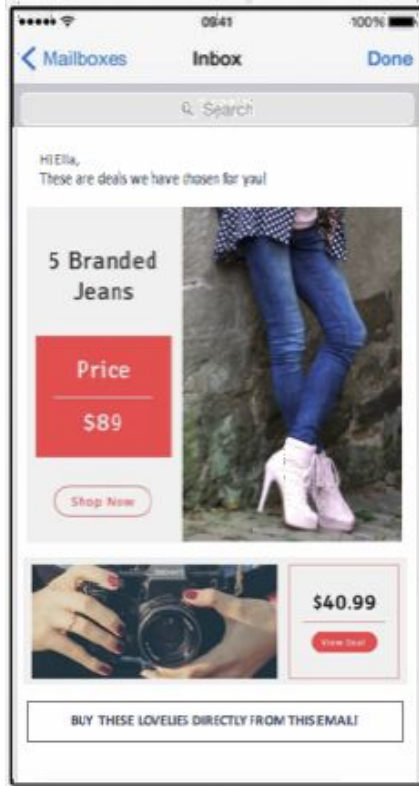 09:41
100%
Mailboxes
Inbox
Done
Search
Hi Ella,
These are deals we have chosen for you!
5 Branded
Jeans
Price
$89
Shop Now
$40.99
View Deal
BUY THESE LOVELIES DIRECTLY FROM THIS EMAIL!